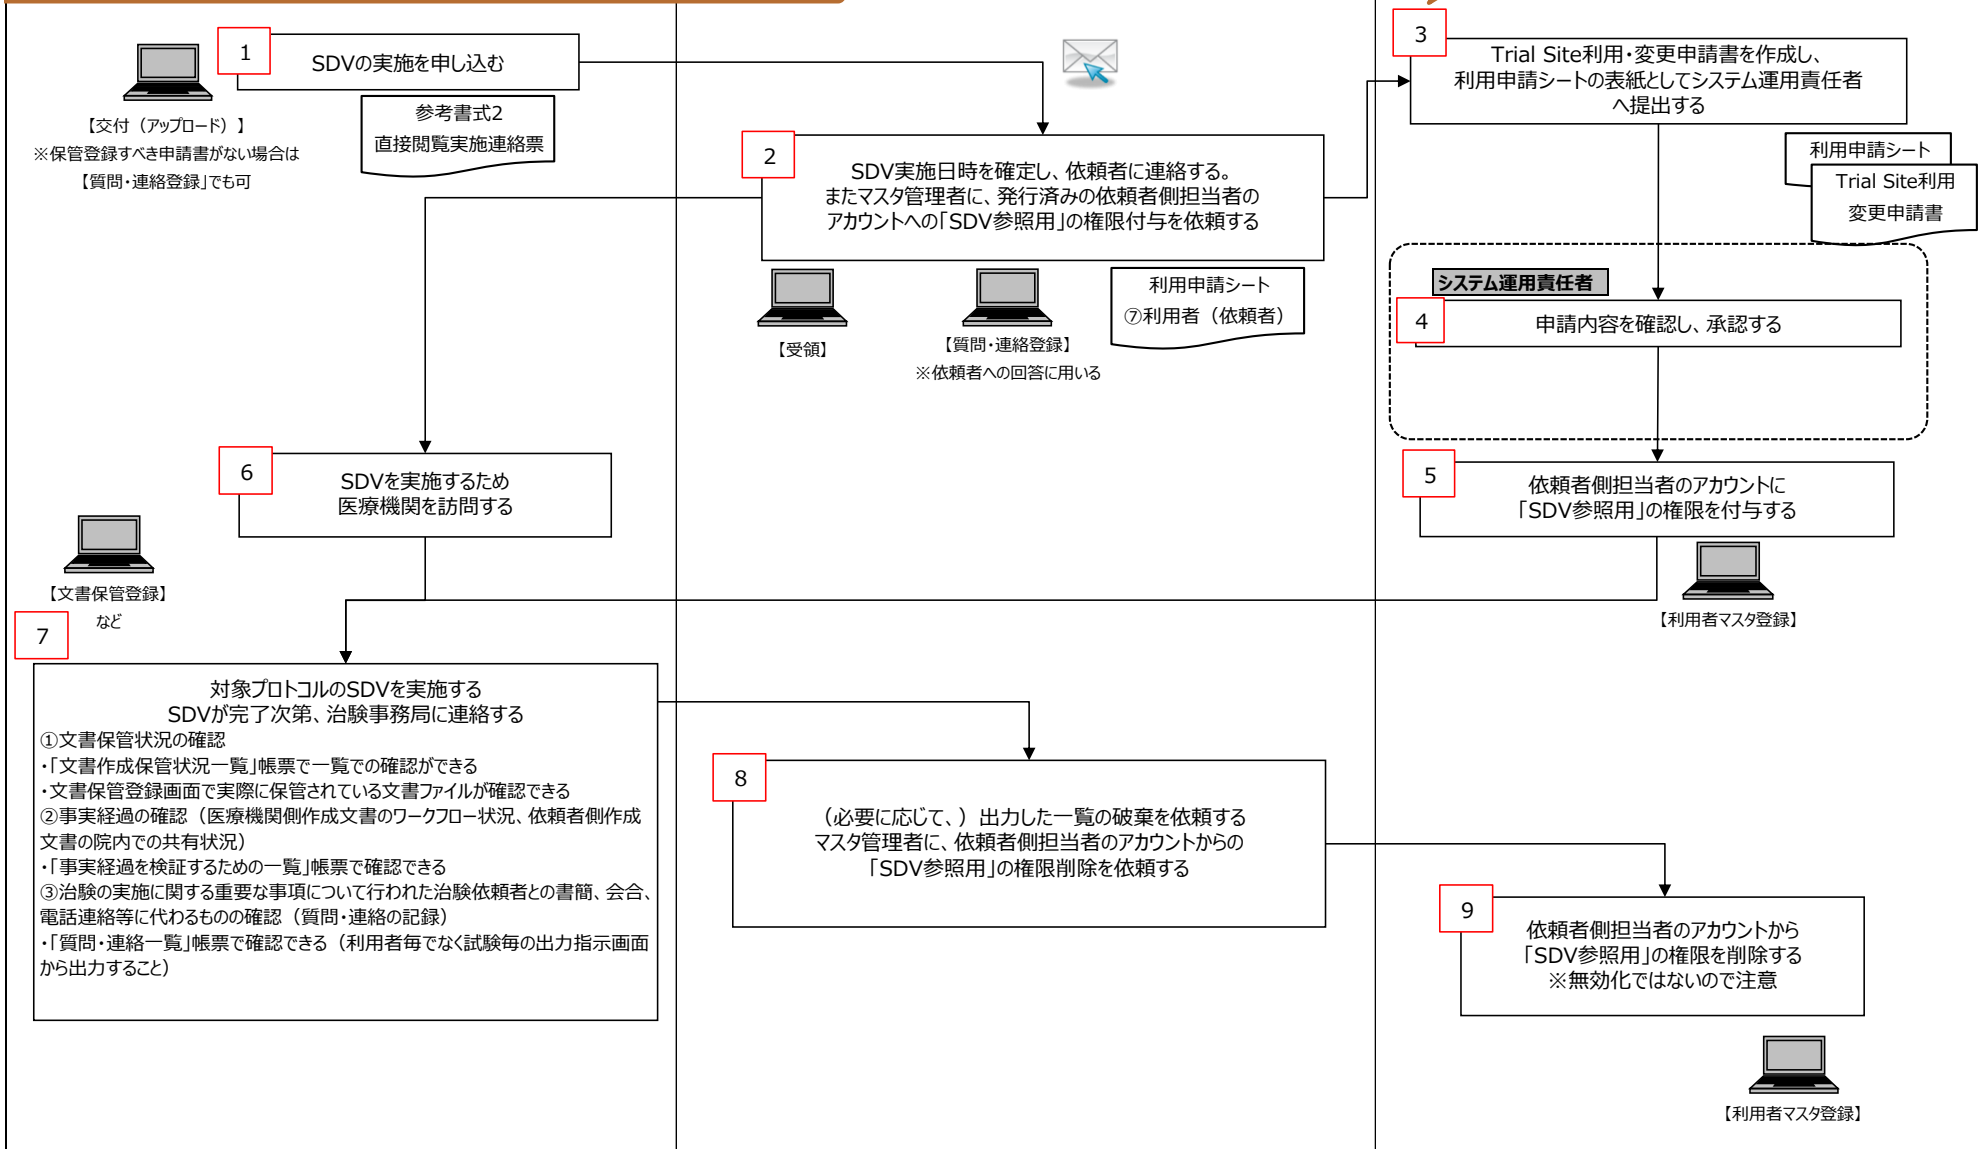 1
SDVの実施を申し込む
【交付（アップロード）】
※保管登録すべき申請書がない場合は
【質問・連絡登録」でも可
参考書式2
直接閲覧実施連絡票
2
SDV実施日時を確定し、依頼者に連絡する。
またマスタ管理者に、発行済みの依頼者側担当者の
アカウントへの「SDV参照用」の権限付与を依頼する
【受領】
【質問・連絡登録】
※依頼者への回答に用いる
利用申請シート
⑦利用者（依頼者）
3
Trial Site利用・変更申請書を作成し、
利用申請シートの表紙としてシステム運用責任者
へ提出する
利用申請シート
Trial Site利用
変更申請書
システム運用責任者
4
申請内容を確認し、承認する
5
依頼者側担当者のアカウントに
「SDV参照用」の権限を付与する
【利用者マスタ登録】
6
SDVを実施するため
医療機関を訪問する
【文書保管登録】
など
7
対象プロトコルのSDVを実施する
SDVが完了次第、治験事務局に連絡する
①文書保管状況の確認
・「文書作成保管状況一覧」帳票で一覧での確認ができる
・文書保管登録画面で実際に保管されている文書ファイルが確認できる
②事実経過の確認（医療機関側作成文書のワークフロー状況、依頼者側作成
文書の院内での共有状況）
・「事実経過を検証するための一覧」帳票で確認できる
③治験の実施に関する重要な事項について行われた治験依頼者との書簡、会合、
電話連絡等に代わるものの確認（質問・連絡の記録）
・「質問・連絡一覧」帳票で確認できる（利用者毎でなく試験毎の出力指示画面
から出力すること）
8
（必要に応じて、）出力した一覧の破棄を依頼する
マスタ管理者に、依頼者側担当者のアカウントからの
「SDV参照用」の権限削除を依頼する
9
依頼者側担当者のアカウントから
「SDV参照用」の権限を削除する
※無効化ではないので注意
【利用者マスタ登録】